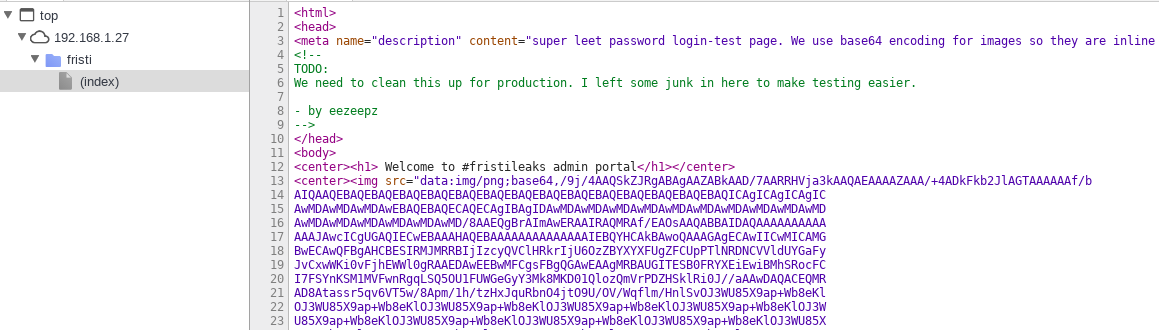 top
192.168.1.27
fristi
(index)
1 <html>
2 <head>
3 <meta name="description" content="super leet password login-test page. We use base64 encoding for images so they are inline
4 <!--
5 TODO:
6 We need to clean this up for production. I left some junk in here to make testing easier.
7
8 - by eezeepz
9 -->
10 </head>
11 <body>
12 <center><h1> Welcome to #fristileaks admin portal</h1></center>
13 <center><img src="data:img/png;base64,/9j/4AAQSkZJRgABAgAAZABkAAD/7AARRHVja3kAAQAEAAAAZAAA/+4ADkFkb2JlAGTAAAAAAf/b
14 AIQAAQEBAQEBAQEBAQEBAQEBAQEBAQEBAQEBAQEBAQEBAQEBAQEBAQEBAQEBAQICAgICAgICAgIC
15 AwMDAwMDAwMDAwEBAQEBAQECAQECAgIBAgIDAwMDAwMDAwMDAwMDAwMDAwMDAwMDAwMDAwMDAwMD
16 AwMDAwMDAwMDAwMDAwMD/8AAEQgBrAImAwERAAIRAQMRAf/EAOsAAQABBAIDAQAAAAAAAAAAAAAA
17 AAAJAwcICgUGAQIECwEBAAAHAQEBAAAAAAAAAAAAAAIEBQYHCAkBAwoQAAAGAgECAwIICwMICAMG
18 BwECAwQFBgAHCBESIRMJMRRBIjIzcyQVClHRkrIjU6OzZBYXYXFUgZFCUpPTlNRDNCVVldUYGaFy
19 JvCxwWKi0vFjhEWWl0gRAAEDAwEEBwMFCgsFBgQGAwEAAgMRBAUGITESB0FRYXEiEwiBMhSRocFC
20 I7FSYnKSM1MVFwnRgqLSQ5OU1FUWGeGyY3Mk8MKD01QlozQmVrPDZHSklRi0J//aAAwDAQACEQMR
21 AD8Atassr5qv6VT5w/8Apm/1h/tzHxJquRbnO4jtO9U/OV/Wqflm/HnlSvOJ3WU85X9ap+Wb8eKl
22 OJ3WU85X9ap+Wb8eKlOJ3WU85X9ap+Wb8eKlOJ3WU85X9ap+Wb8eKlOJ3WU85X9ap+Wb8eKlOJ3W
23 U85X9ap+Wb8eKlOJ3WU85X9ap+Wb8eKlOJ3WU85X9ap+Wb8eKlOJ3WU85X9ap+Wb8eKlOJ3WU85X